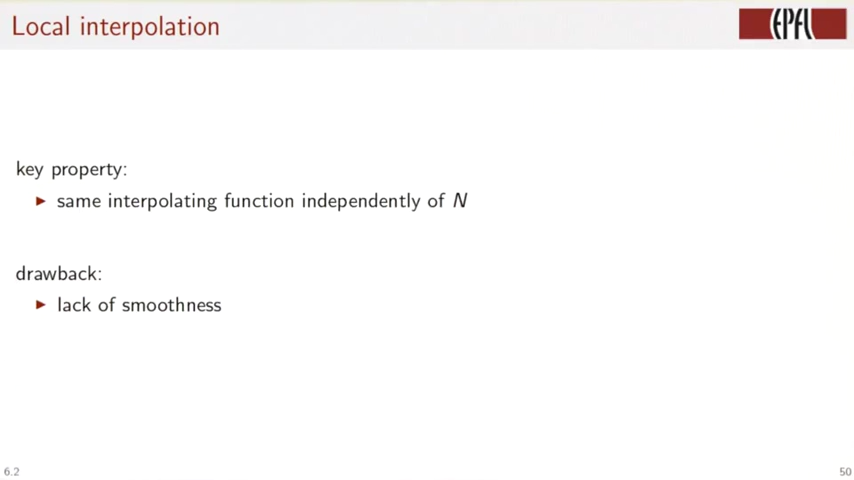 Local interpolation
EPFL
key property:
▶ same interpolating function independently of N
drawback:
▶ lack of smoothness
6.2
50